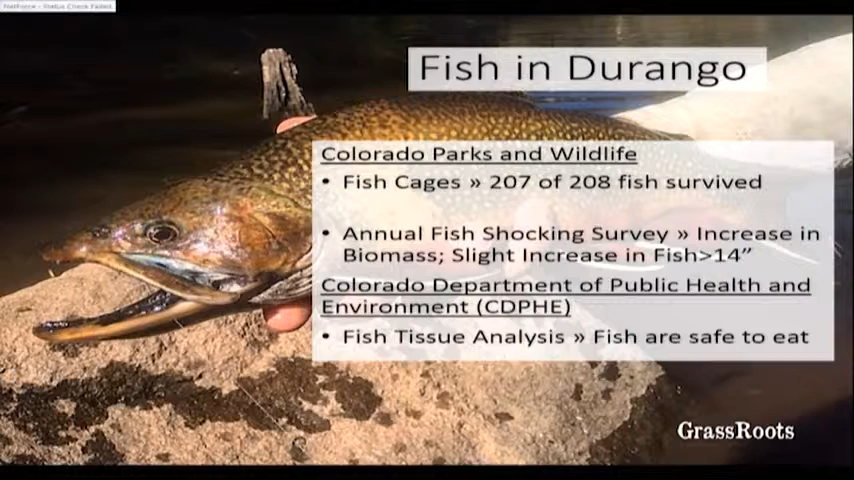 Fish in Durango
Colorado Parks and Wildlife
• Fish Cages » 207 of 208 fish survived
• Annual Fish Shocking Survey » Increase in
Biomass; Slight Increase in Fish>14”
Colorado Department of Public Health and
Environment (CDPHE)
• Fish Tissue Analysis » Fish are safe to eat
GrassRoots